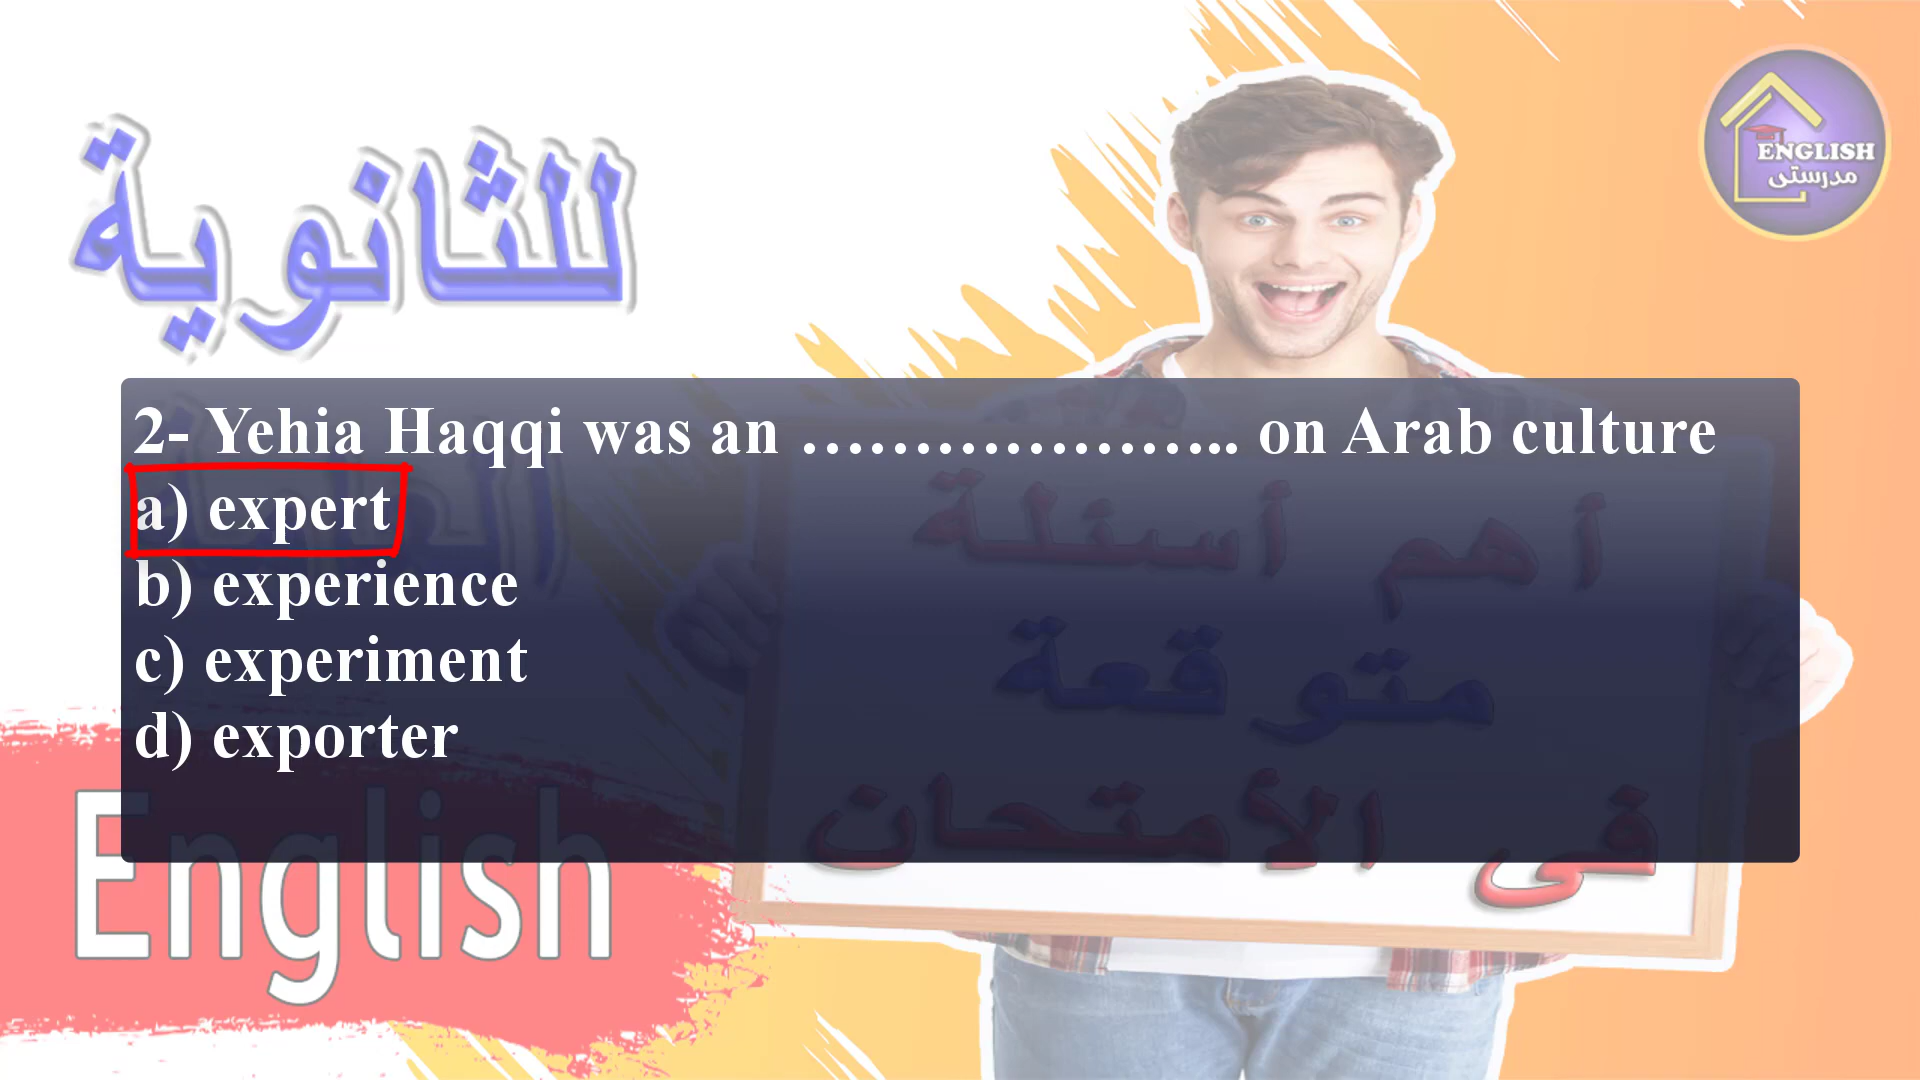 ENGLISH
مدرستى
للثانوية
2- Yehia Haqqi was an ………………….. on Arab culture
a) expert
b) experience
c) experiment
d) exporter
أهم أسئلة
متوقعة
فى الأمتحان
English